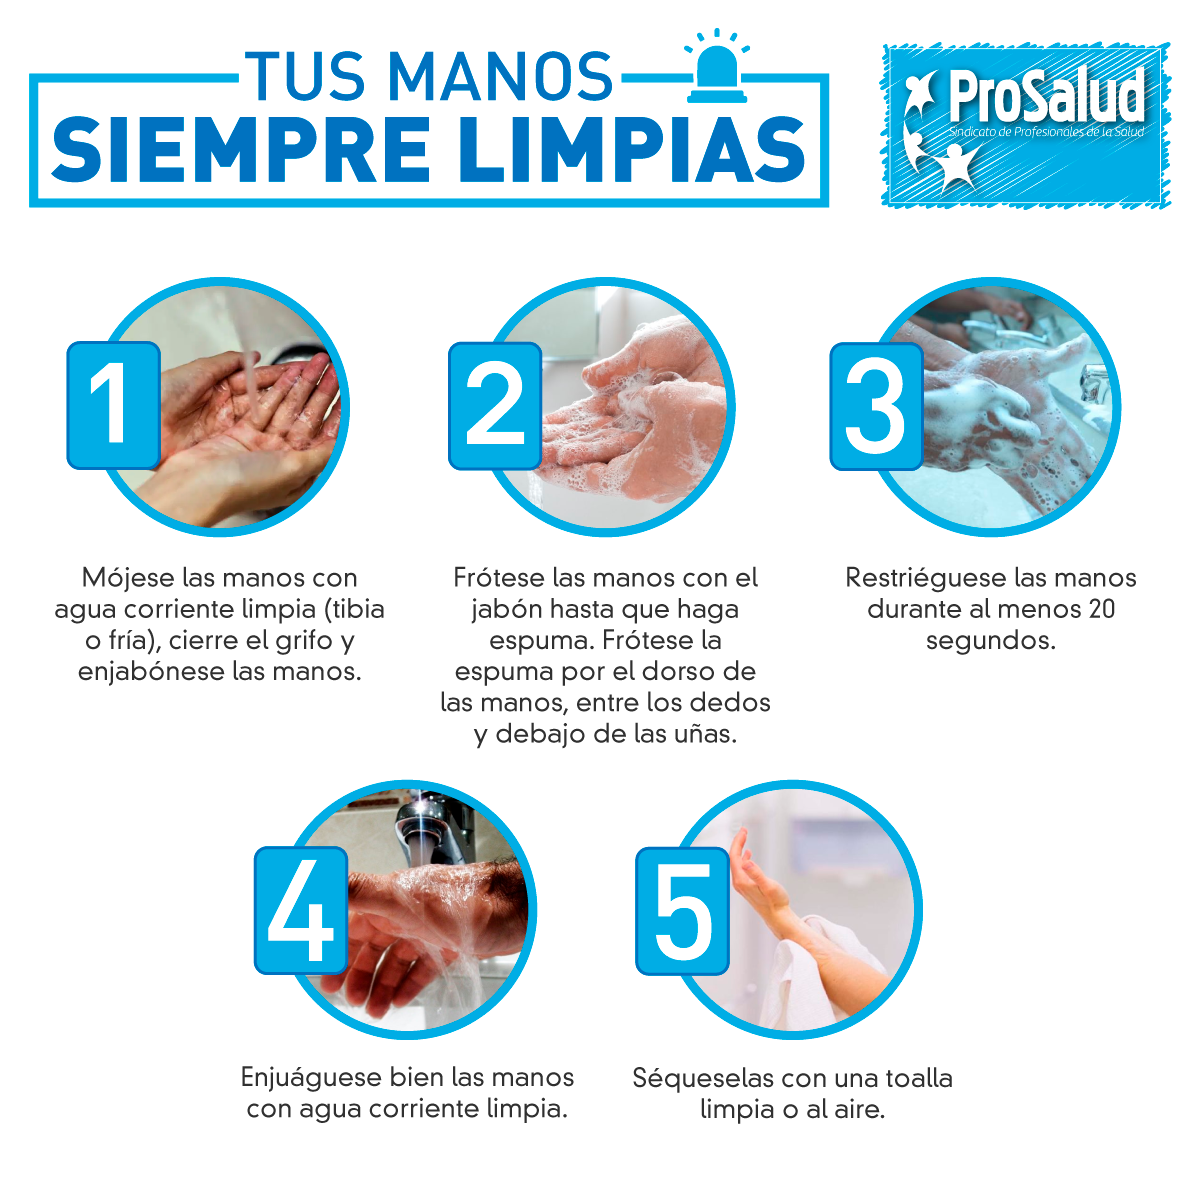 TUS MANOS
SIEMPRE LIMPIAS
ProSalud
Sindicato de Profesionales de la Salud
1
2
3
Mójese las manos con
agua corriente limpia (tibia
o fría), cierre el grifo y
enjabónese las manos.
Frótese las manos con el
jabón hasta que haga
espuma. Frótese la
espuma por el dorso de
las manos, entre los dedos
y debajo de las uñas.
Restriéguese las manos
durante al menos 20
segundos.
4
5
Enjuáguese bien las manos
con agua corriente limpia.
Séqueselas con una toalla
limpia o al aire.